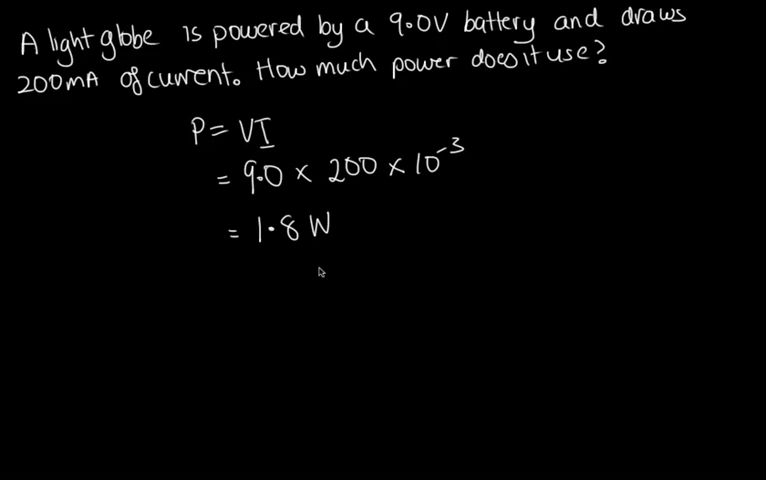 A light globe is powered by a 9.0V battery and draws
200mA of current. How much power does it use?
P = VI
= 9.0 × 200 × 10⁻³
= 1.8 W